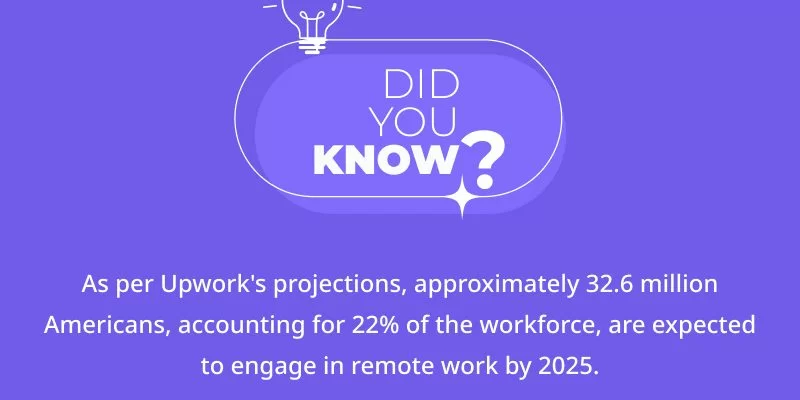 DID
YOU
KNOW?
As per Upwork's projections, approximately 32.6 million
Americans, accounting for 22% of the workforce, are expected
to engage in remote work by 2025.